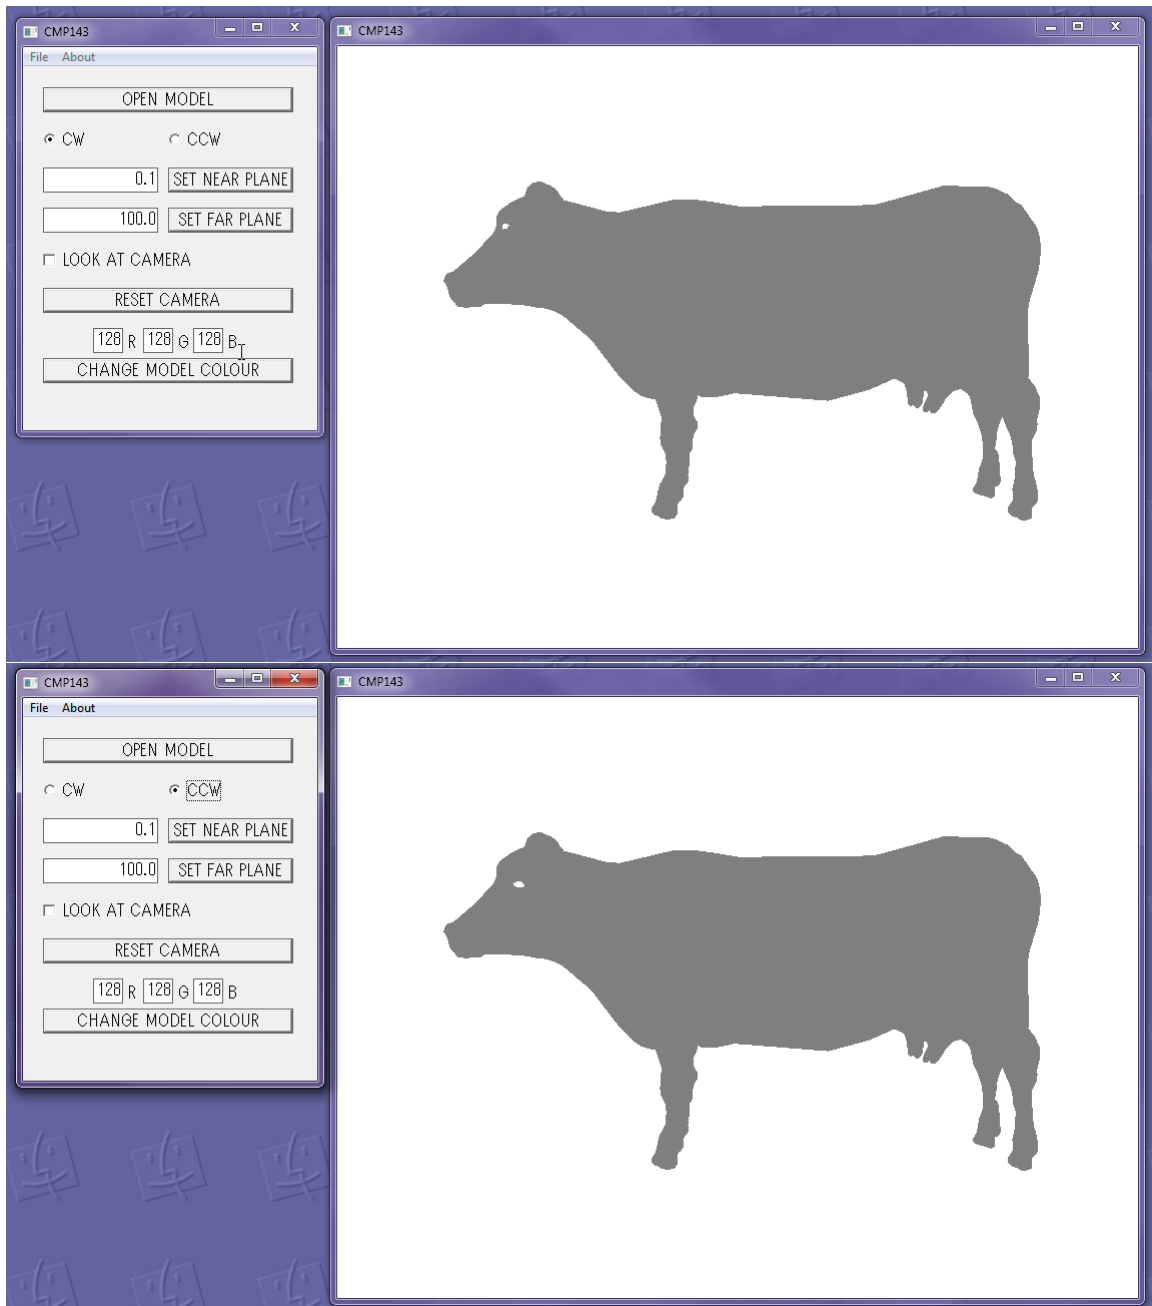 CMP143
CMP143
File About
OPEN MODEL
CW CCW
0.1 SET NEAR PLANE
100.0 SET FAR PLANE
LOOK AT CAMERA
RESET CAMERA
128 R 128 G 128 B
CHANGE MODEL COLOUR
CMP143
CMP143
File About
OPEN MODEL
CW CCW
0.1 SET NEAR PLANE
100.0 SET FAR PLANE
LOOK AT CAMERA
RESET CAMERA
128 R 128 G 128 B
CHANGE MODEL COLOUR